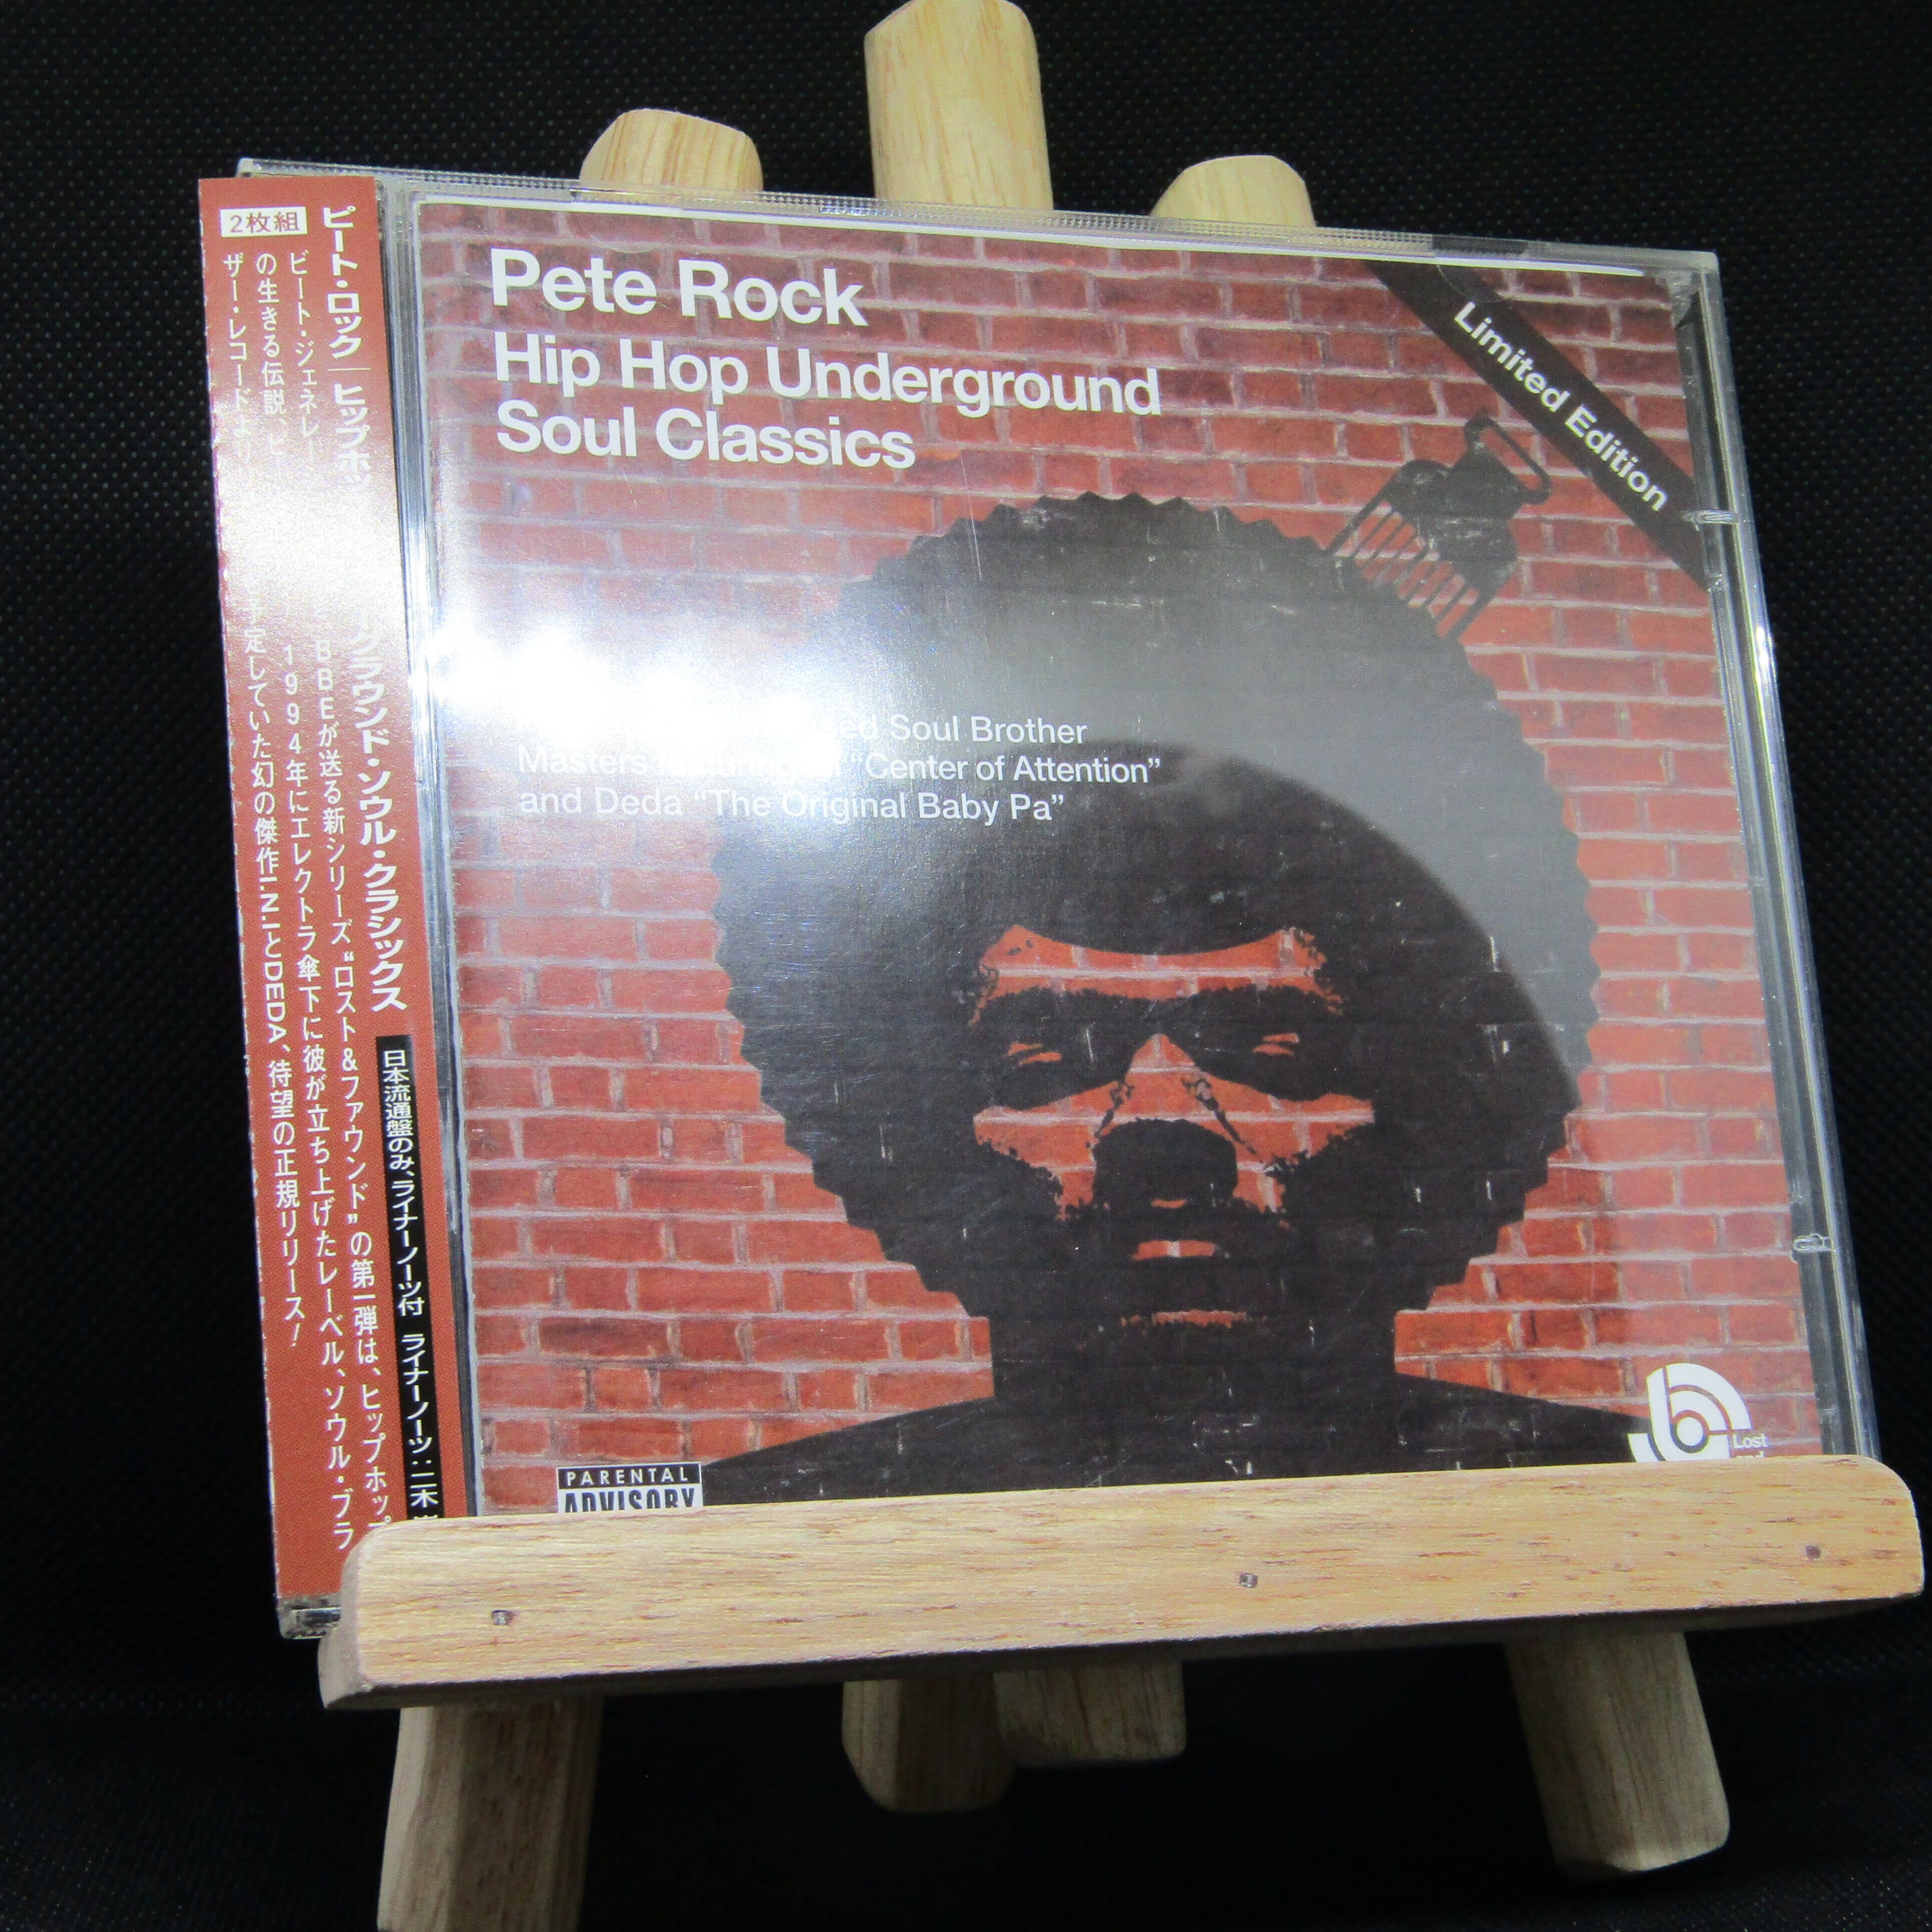 2枚組
ピート・ロック ｜ ヒップホッ グラウンド・ソウル・クラシックス
ビート・ジェネレー BBEが送る新シリーズ“ロスト&ファウンド”の第一弾は、ヒップホップ
の生きる伝説、ピー 1994年にエレクトラ傘下に彼が立ち上げたレーベル、ソウル・ブラ
ザー・レコードより 予定していた幻の傑作I.N.IとDEDA、待望の正規リリース!
日本流通盤のみ、ライナーノーツ付 ライナーノーツ:二木
Pete Rock
Hip Hop Underground
Soul Classics
Limited Edition
Soul Brother
Masters “Center of Attention”
and Deda “The Original Baby Pa”
PARENTAL
ADVISORY
Lost